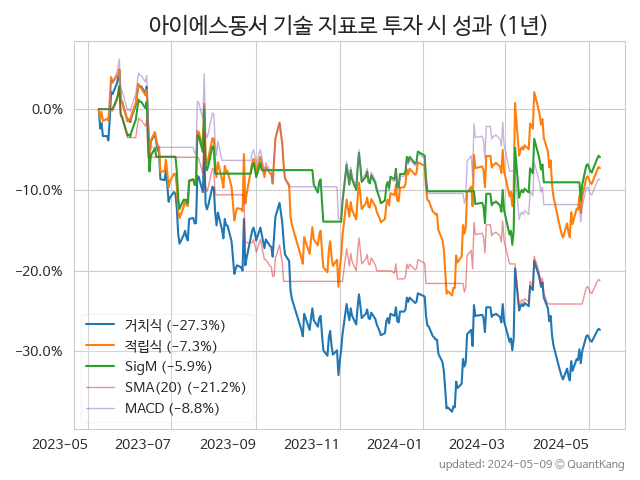 아이에스동서 기술 지표로 투자 시 성과 (1년)
0.0%
−10.0%
−20.0%
−30.0%
거치식 (−27.3%)
적립식 (−7.3%)
SigM (−5.9%)
SMA(20) (−21.2%)
MACD (−8.8%)
2023-05 2023-07 2023-09 2023-11 2024-01 2024-03 2024-05
updated: 2024-05-09 © QuantKang